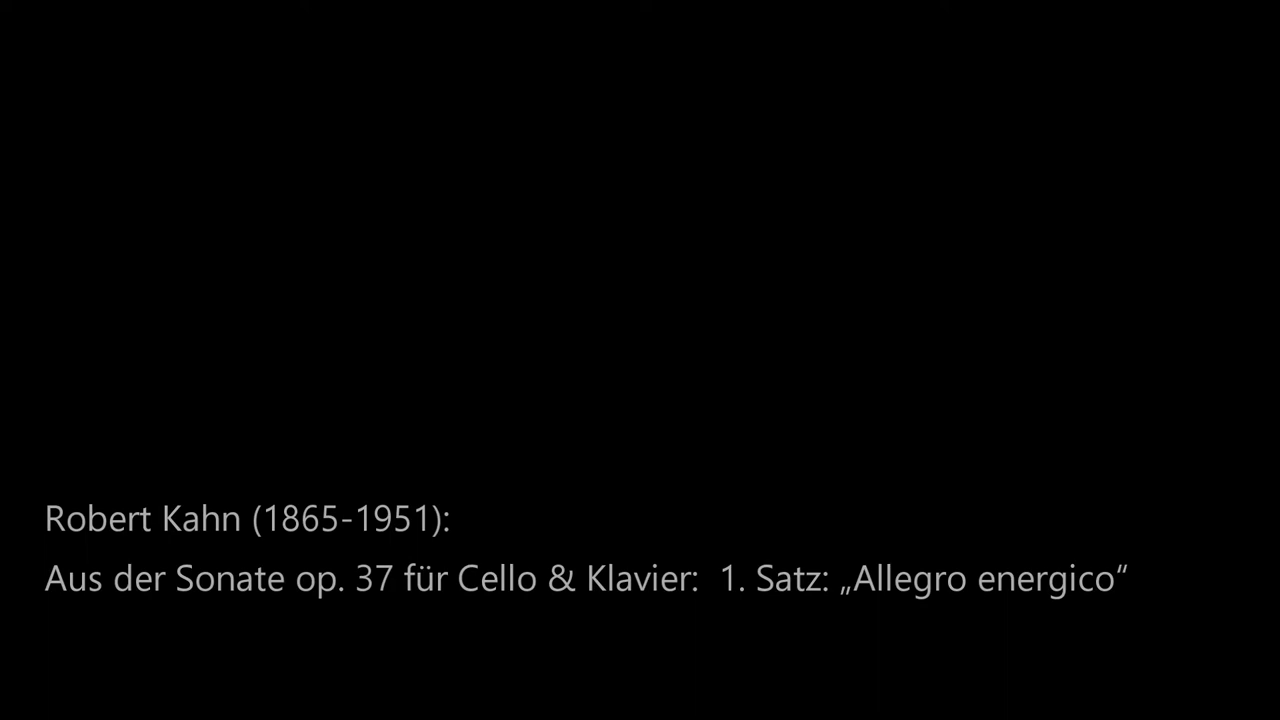 Robert Kahn (1865-1951):
Aus der Sonate op. 37 für Cello & Klavier:  1. Satz: „Allegro energico“